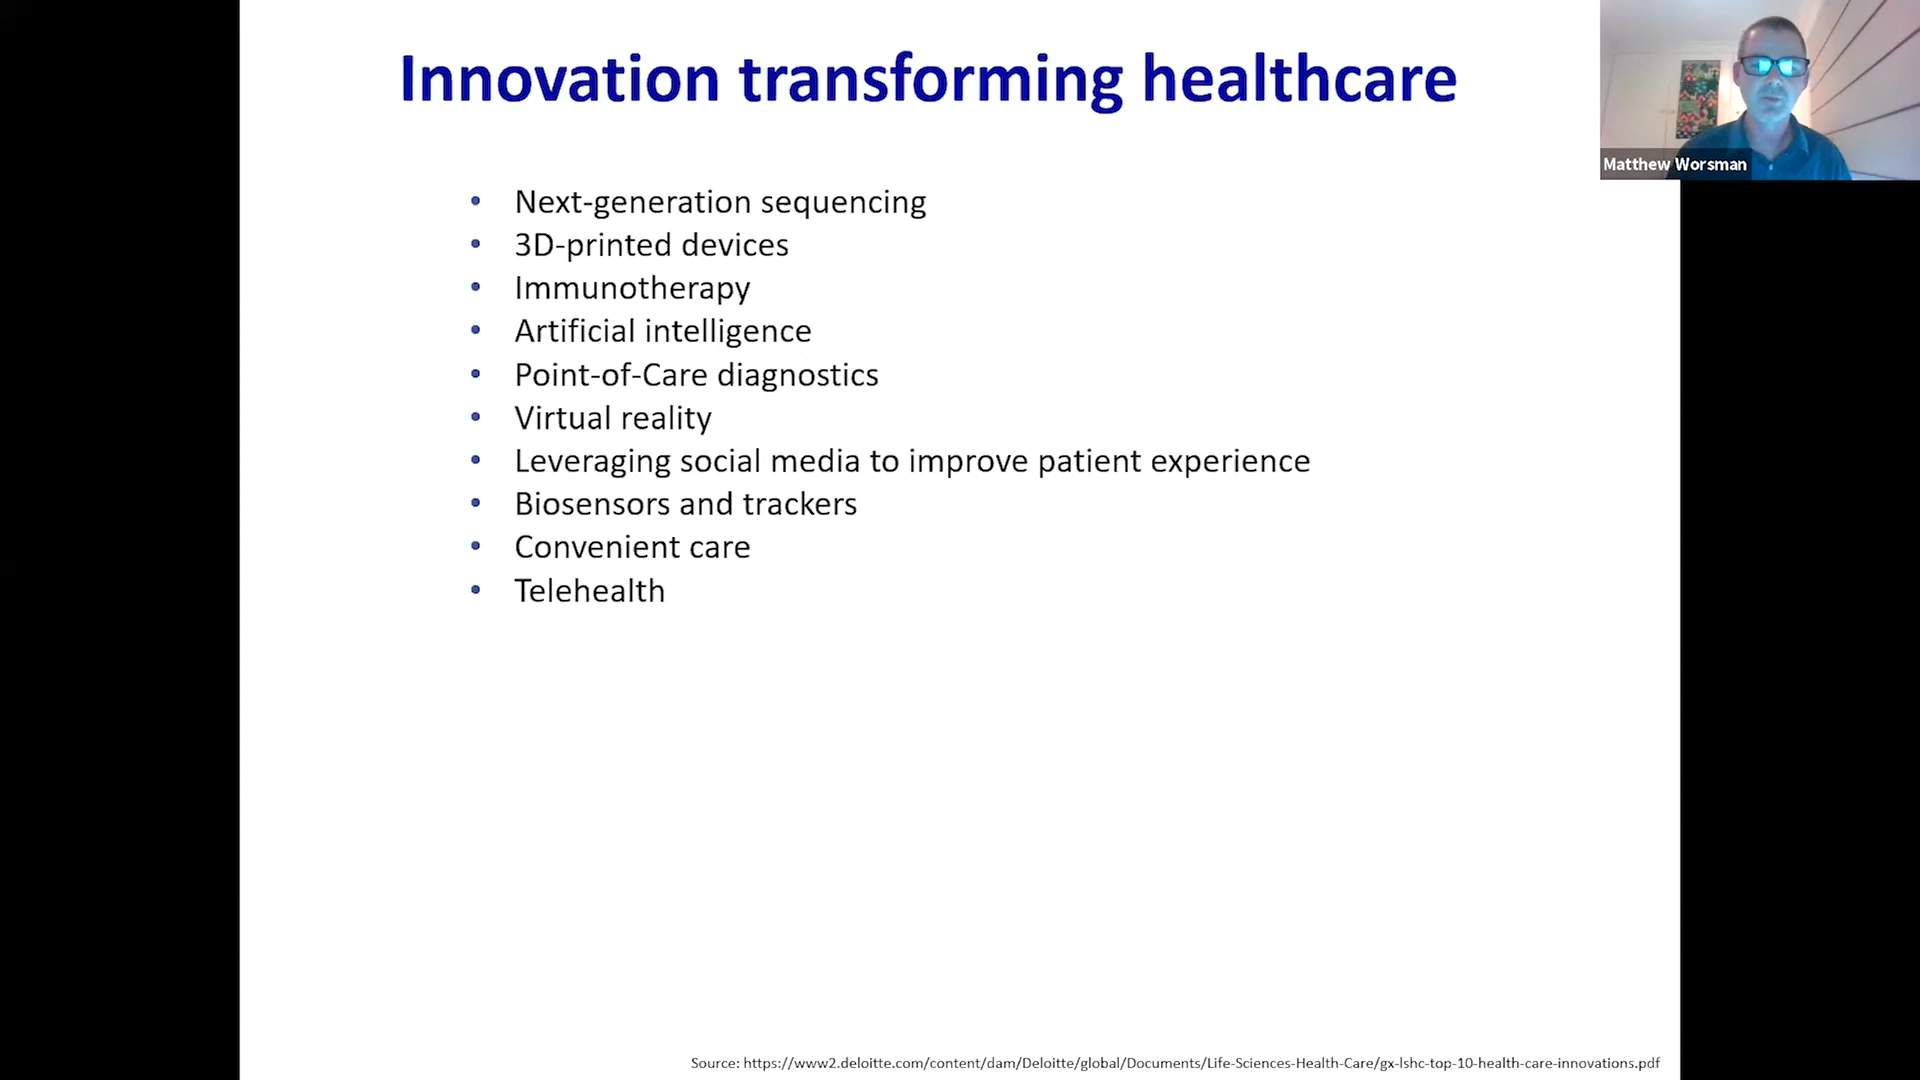 Innovation transforming healthcare
Matthew Worsman
• Next-generation sequencing
• 3D-printed devices
• Immunotherapy
• Artificial intelligence
• Point-of-Care diagnostics
• Virtual reality
• Leveraging social media to improve patient experience
• Biosensors and trackers
• Convenient care
• Telehealth
Source: https://www2.deloitte.com/content/dam/Deloitte/global/Documents/Life-Sciences-Health-Care/gx-lshc-top-10-health-care-innovations.pdf